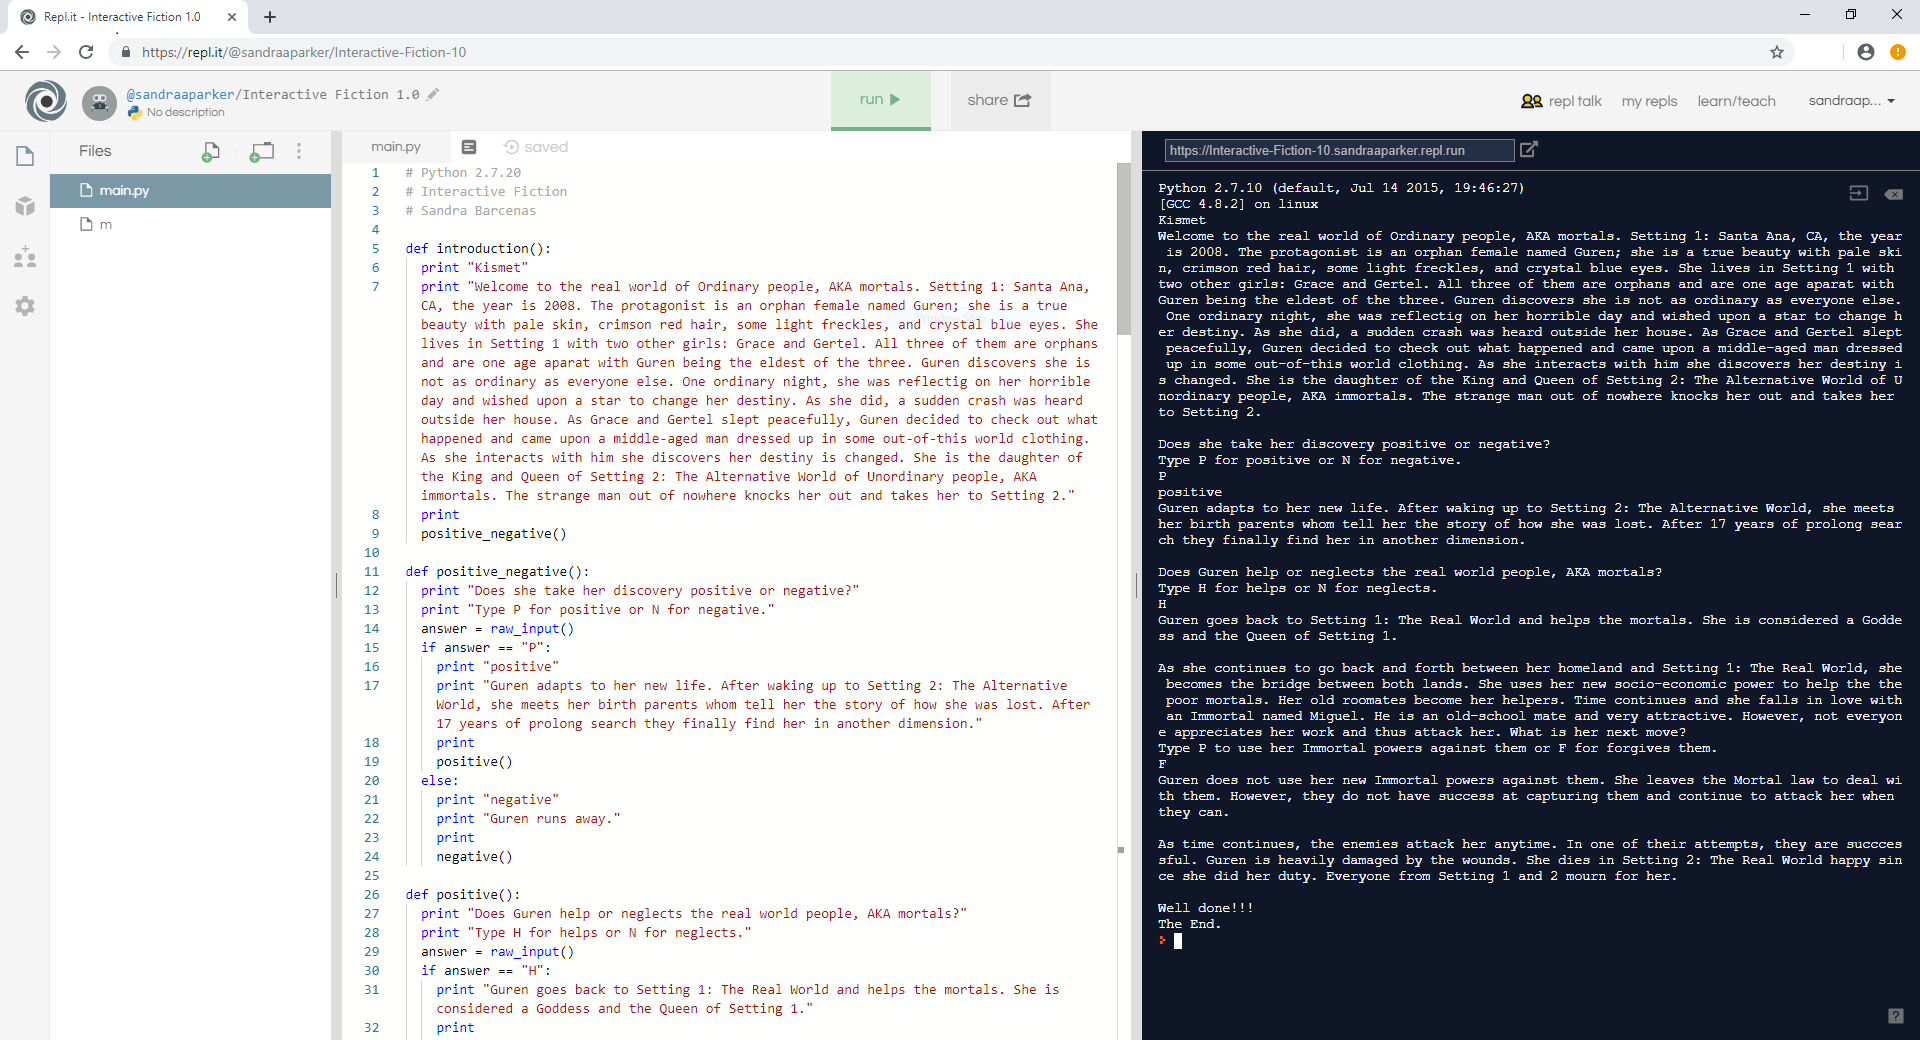 Repl.it - Interactive Fiction 1.0
https://repl.it/@sandraaparker/Interactive-Fiction-10
@sandraaparker/Interactive Fiction 1.0
No description
run
share
repl talk
my repls
learn/teach
sandraap...
Files
main.py
m
main.py
saved
1 # Python 2.7.20
2 # Interactive Fiction
3 # Sandra Barcenas
4
5 def introduction():
6 print "Kismet"
7 print "Welcome to the real world of Ordinary people, AKA mortals. Setting 1: Santa Ana,
CA, the year is 2008. The protagonist is an orphan female named Guren; she is a true
beauty with pale skin, crimson red hair, some light freckles, and crystal blue eyes. She
lives in Setting 1 with two other girls: Grace and Gertel. All three of them are orphans
and are one age aparat with Guren being the eldest of the three. Guren discovers she is
not as ordinary as everyone else. One ordinary night, she was reflectig on her horrible
day and wished upon a star to change her destiny. As she did, a sudden crash was heard
outside her house. As Grace and Gertel slept peacefully, Guren decided to check out what
happened and came upon a middle-aged man dressed up in some out-of-this world clothing.
As she interacts with him she discovers her destiny is changed. She is the daughter of
the King and Queen of Setting 2: The Alternative World of Unordinary people, AKA
immortals. The strange man out of nowhere knocks her out and takes her to Setting 2."
8 print
9 positive_negative()
10
11 def positive_negative():
12 print "Does she take her discovery positive or negative?"
13 print "Type P for positive or N for negative."
14 answer = raw_input()
15 if answer == "P":
16 print "positive"
17 print "Guren adapts to her new life. After waking up to Setting 2: The Alternative
World, she meets her birth parents whom tell her the story of how she was lost. After
17 years of prolong search they finally find her in another dimension."
18 print
19 positive()
20 else:
21 print "negative"
22 print "Guren runs away."
23 print
24 negative()
25
26 def positive():
27 print "Does Guren help or neglects the real world people, AKA mortals?"
28 print "Type H for helps or N for neglects."
29 answer = raw_input()
30 if answer == "H":
31 print "Guren goes back to Setting 1: The Real World and helps the mortals. She is
considered a Goddess and the Queen of Setting 1."
32 print
https://Interactive-Fiction-10.sandraaparker.repl.run
Python 2.7.10 (default, Jul 14 2015, 19:46:27)
[GCC 4.8.2] on linux
Kismet
Welcome to the real world of Ordinary people, AKA mortals. Setting 1: Santa Ana, CA, the year
is 2008. The protagonist is an orphan female named Guren; she is a true beauty with pale ski
n, crimson red hair, some light freckles, and crystal blue eyes. She lives in Setting 1 with
two other girls: Grace and Gertel. All three of them are orphans and are one age aparat with
Guren being the eldest of the three. Guren discovers she is not as ordinary as everyone else.
One ordinary night, she was reflectig on her horrible day and wished upon a star to change h
er destiny. As she did, a sudden crash was heard outside her house. As Grace and Gertel slept
peacefully, Guren decided to check out what happened and came upon a middle-aged man dressed
up in some out-of-this world clothing. As she interacts with him she discovers her destiny i
s changed. She is the daughter of the King and Queen of Setting 2: The Alternative World of U
nordinary people, AKA immortals. The strange man out of nowhere knocks her out and takes her
to Setting 2.
Does she take her discovery positive or negative?
Type P for positive or N for negative.
P
positive
Guren adapts to her new life. After waking up to Setting 2: The Alternative World, she meets
her birth parents whom tell her the story of how she was lost. After 17 years of prolong sear
ch they finally find her in another dimension.
Does Guren help or neglects the real world people, AKA mortals?
Type H for helps or N for neglects.
H
Guren goes back to Setting 1: The Real World and helps the mortals. She is considered a Godde
ss and the Queen of Setting 1.
As she continues to go back and forth between her homeland and Setting 1: The Real World, she
becomes the bridge between both lands. She uses her new socio-economic power to help the the
poor mortals. Her old roomates become her helpers. Time continues and she falls in love with
an Immortal named Miguel. He is an old-school mate and very attractive. However, not everyon
e appreciates her work and thus attack her. What is her next move?
Type P to use her Immortal powers against them or F for forgives them.
F
Guren does not use her new Immortal powers against them. She leaves the Mortal law to deal wi
th them. However, they do not have success at capturing them and continue to attack her when
they can.
As time continues, the enemies attack her anytime. In one of their attempts, they are succces
sful. Guren is heavily damaged by the wounds. She dies in Setting 2: The Real World happy sin
ce she did her duty. Everyone from Setting 1 and 2 mourn for her.
Well done!!!
The End.